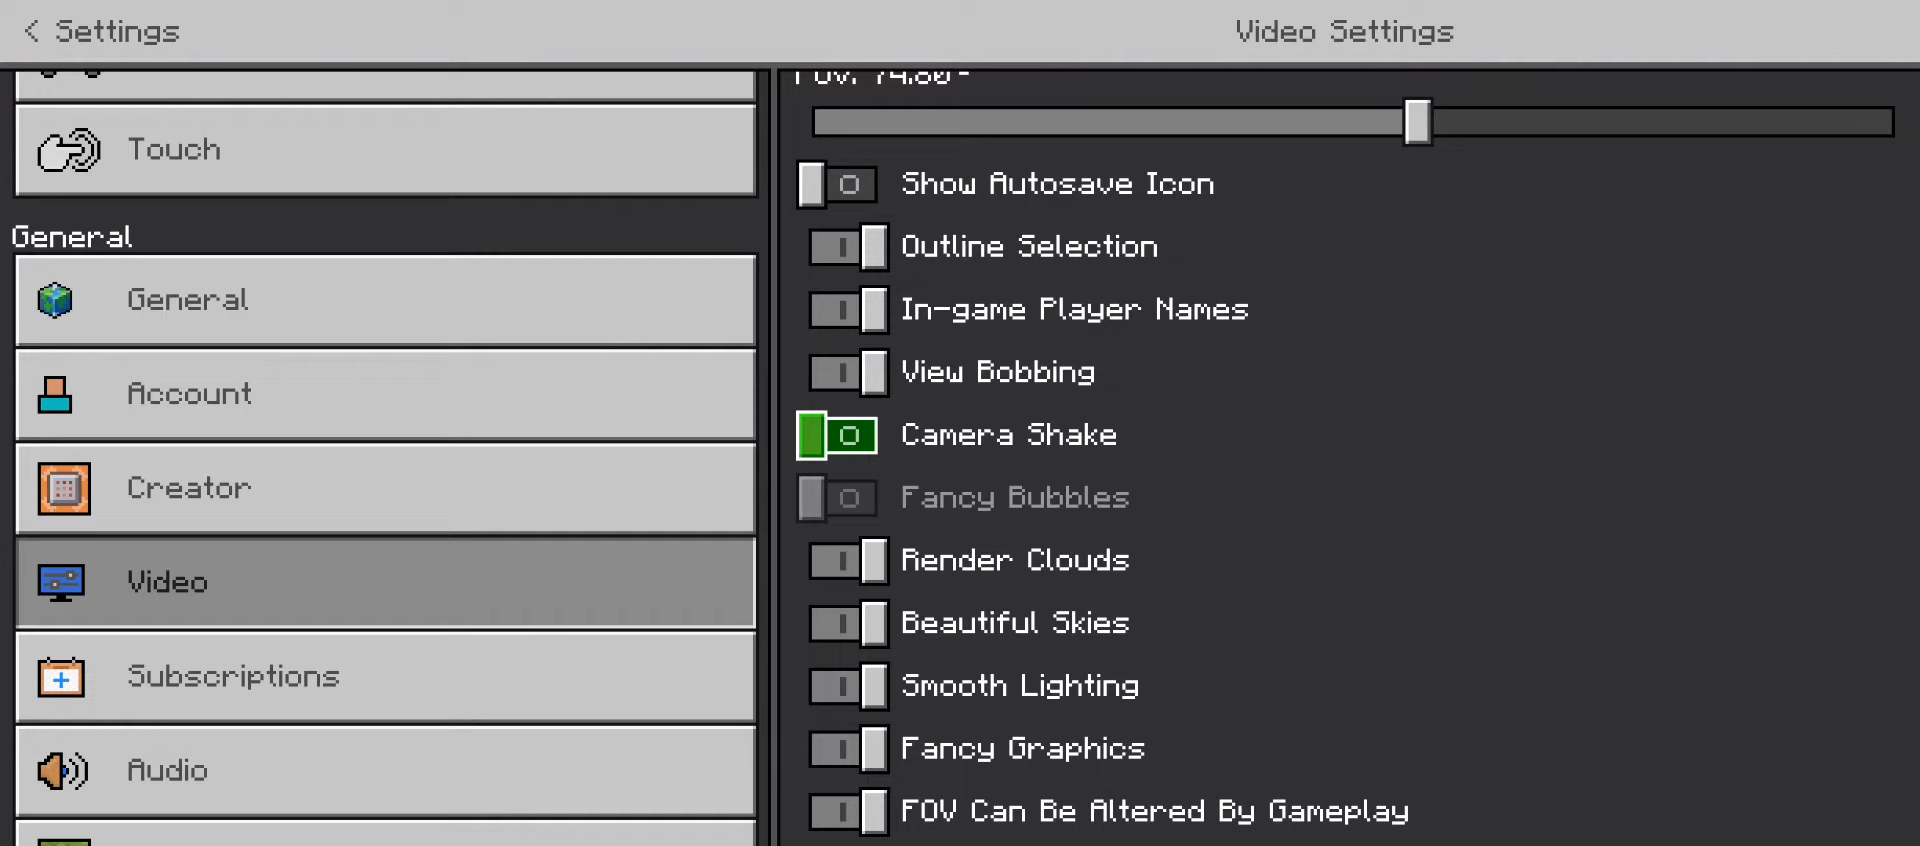 Settings
Video Settings
Touch
General
General
Account
Creator
Video
Subscriptions
Audio
Show Autosave Icon
Outline Selection
In-game Player Names
View Bobbing
Camera Shake
Fancy Bubbles
Render Clouds
Beautiful Skies
Smooth Lighting
Fancy Graphics
FOV Can Be Altered By Gameplay